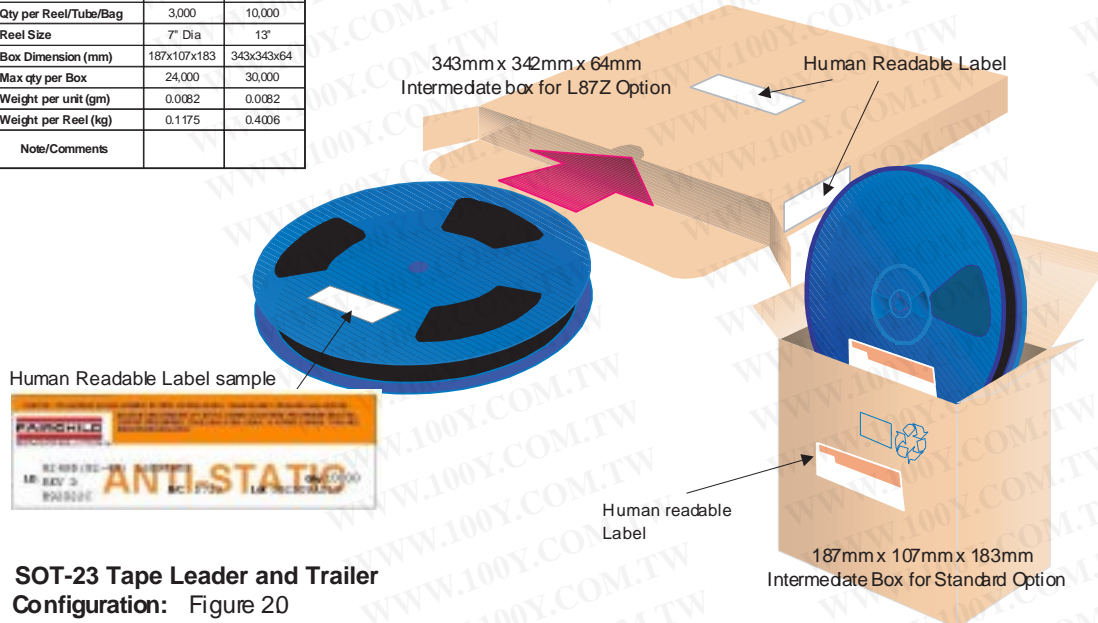 Qty per Reel/Tube/Bag 3,000 10,000
Reel Size 7" Dia 13"
Box Dimension (mm) 187x107x183 343x343x64
Max qty per Box 24,000 30,000
Weight per unit (gm) 0.0082 0.0082
Weight per Reel (kg) 0.1175 0.4006
Note/Comments
343mm x 342mm x 64mm
Intermediate box for L87Z Option
Human Readable Label
Human Readable Label sample
FAIRCHILD
ANTI-STATIC
Human readable
Label
187mm x 107mm x 183mm
Intermediate Box for Standard Option
SOT-23 Tape Leader and Trailer
Configuration: Figure 20
WWW.100Y.COM.TW